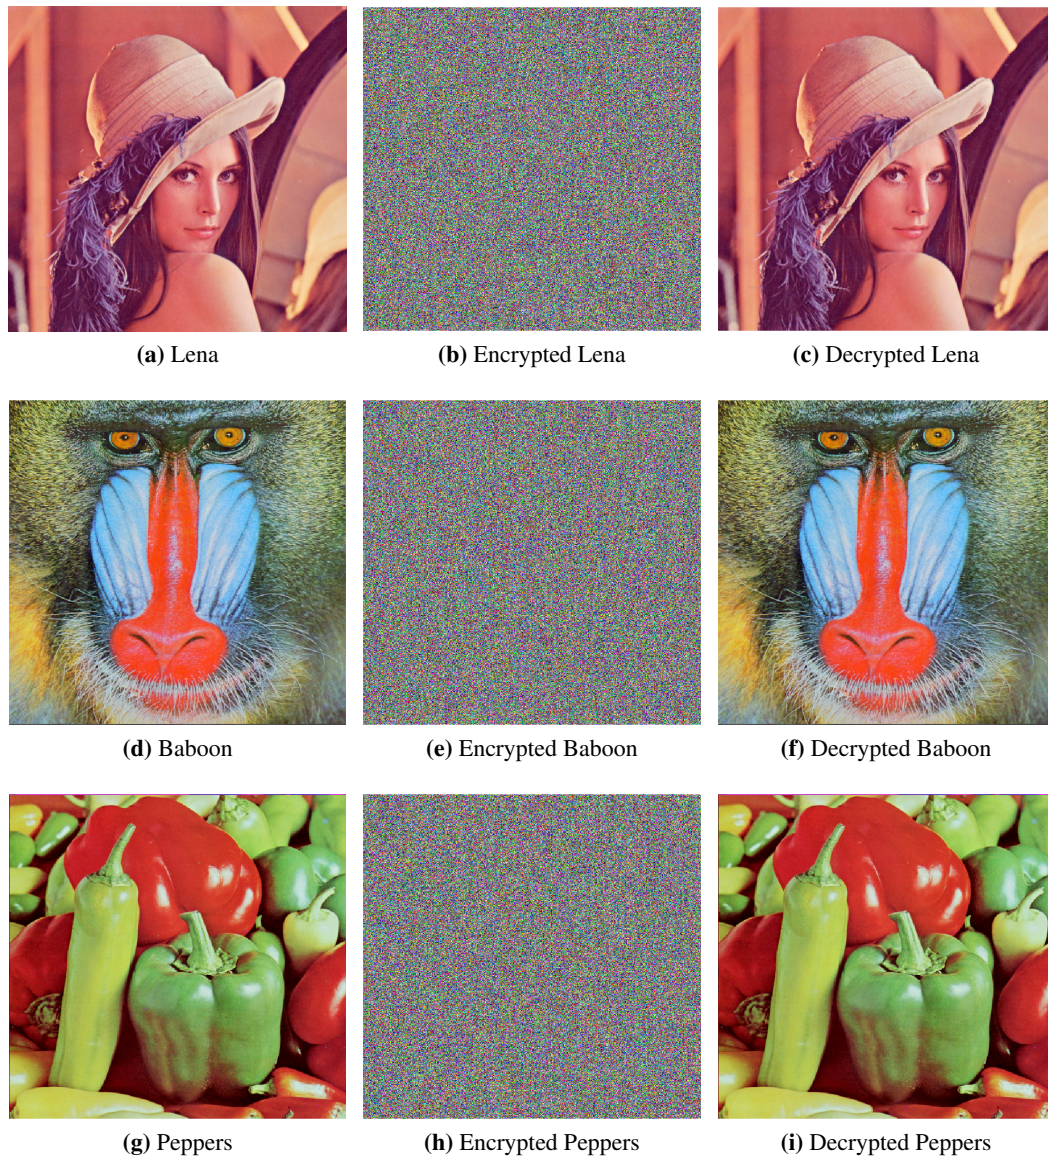 (a) Lena
(b) Encrypted Lena
(c) Decrypted Lena
(d) Baboon
(e) Encrypted Baboon
(f) Decrypted Baboon
(g) Peppers
(h) Encrypted Peppers
(i) Decrypted Peppers